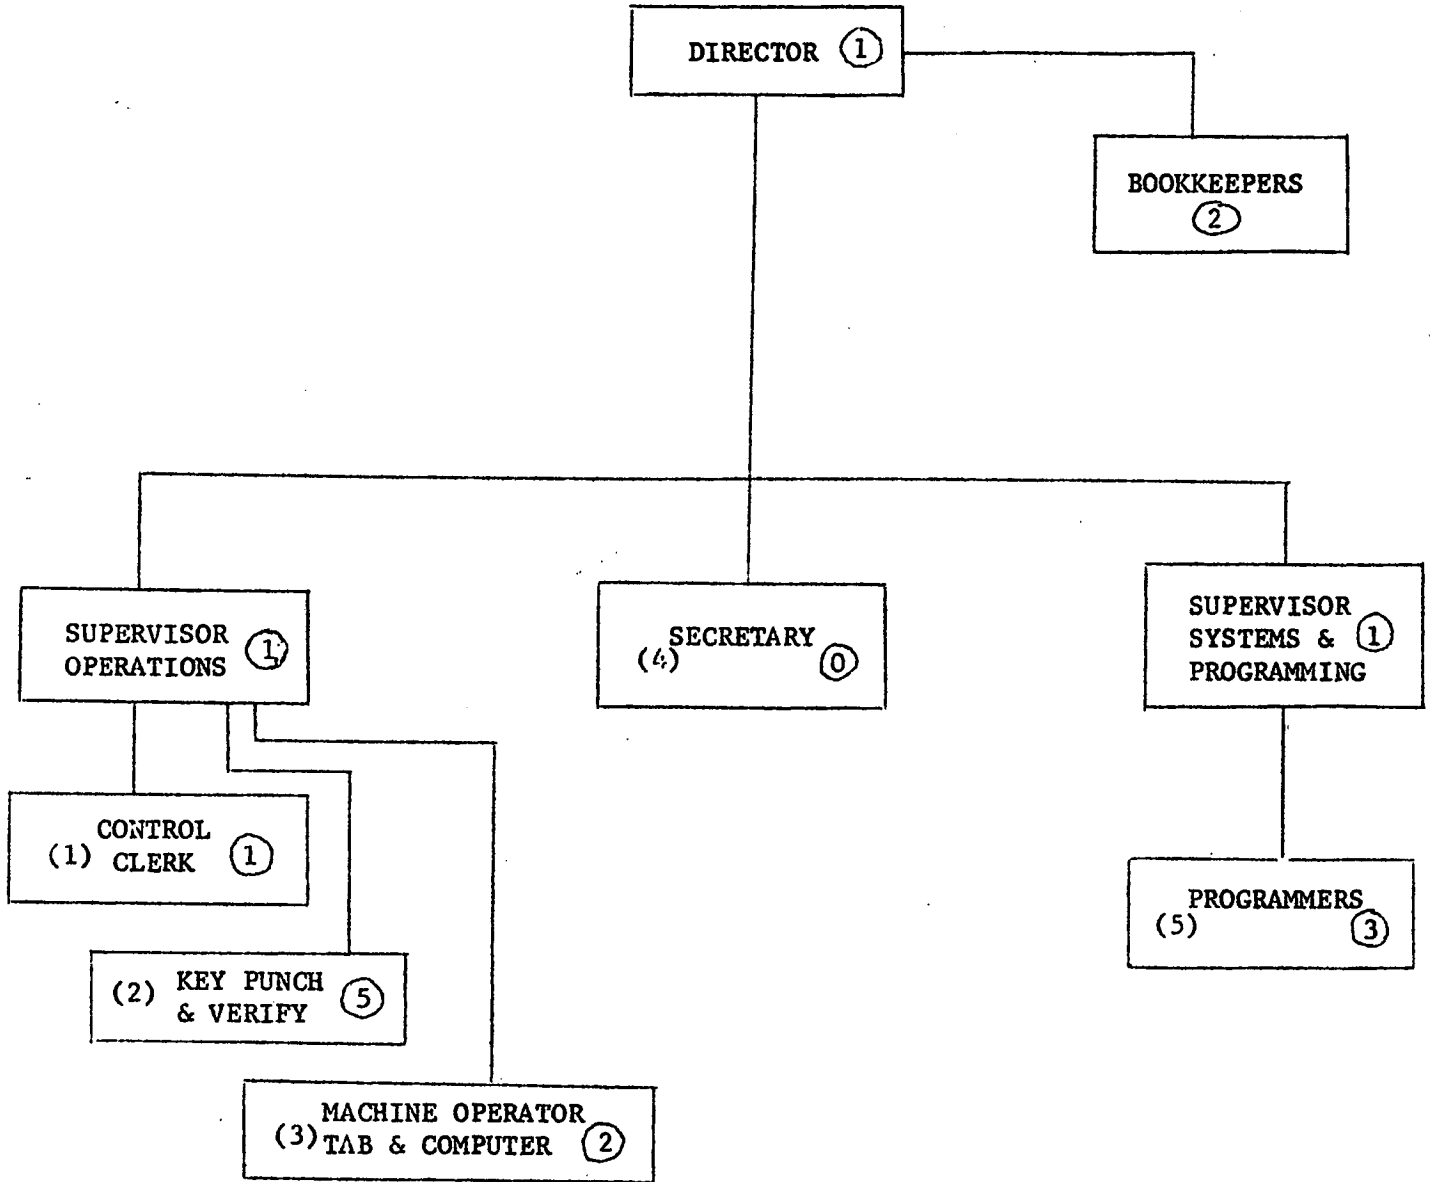 DIRECTOR 1
BOOKKEEPERS
2
SUPERVISOR
OPERATIONS 1
SECRETARY
(4) 0
SUPERVISOR
SYSTEMS & 1
PROGRAMMING
CONTROL
(1) CLERK 1
PROGRAMMERS
(5) 3
(2) KEY PUNCH 5
& VERIFY
MACHINE OPERATOR
(3) TAB & COMPUTER 2